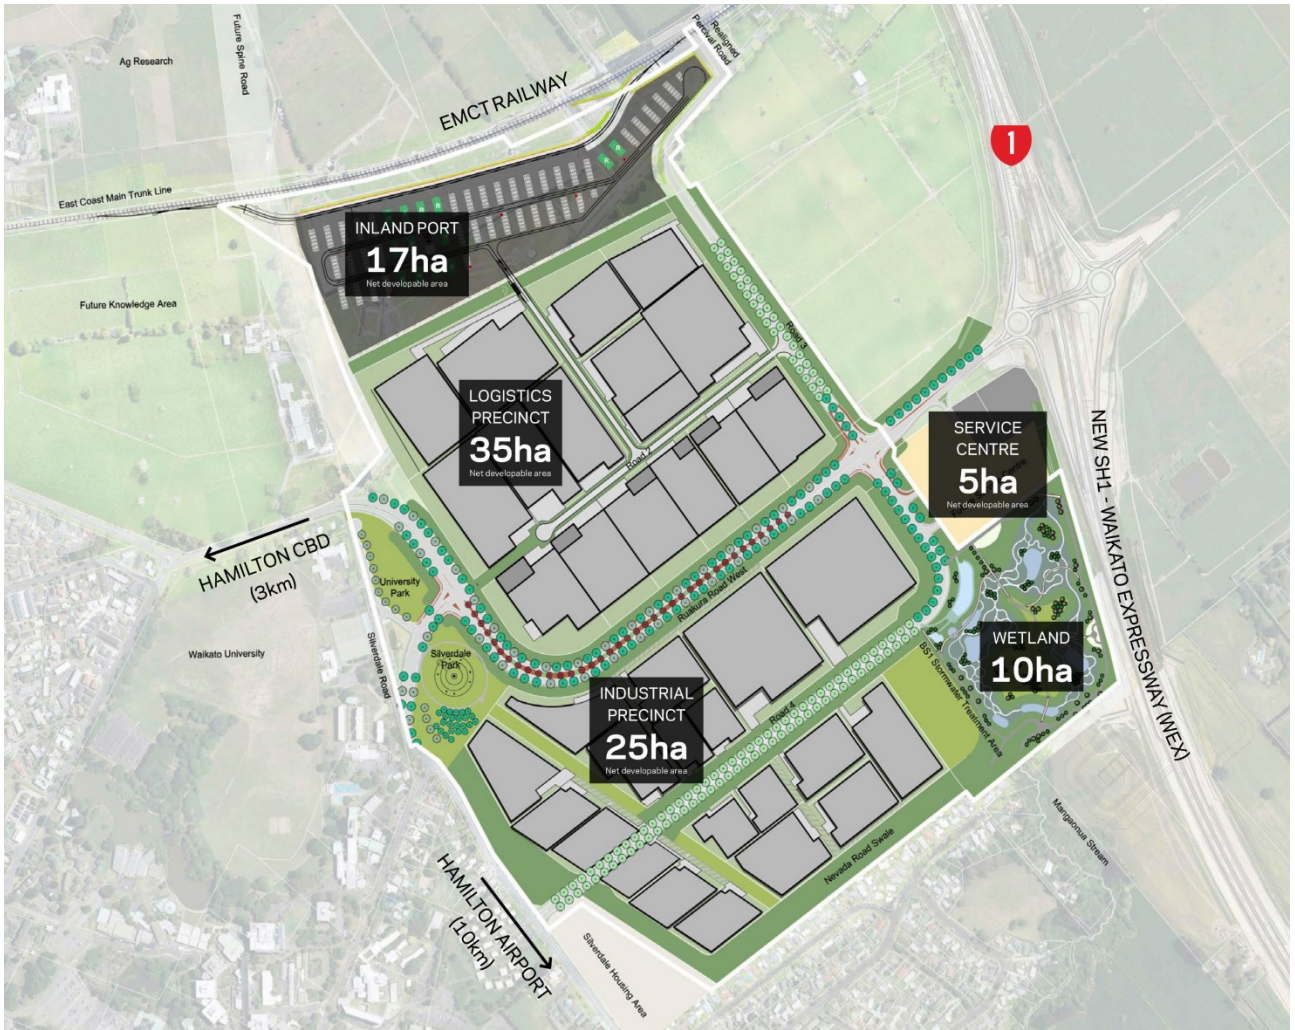 Ag Research
Future Spine Road
EMCT RAILWAY
Realigned
Percival Road
1
East Coast Main Trunk Line
INLAND PORT
17ha
Net developable area
Future Knowledge Area
Road 3
LOGISTICS
PRECINCT
35ha
Net developable area
Road 2
SERVICE
CENTRE
5ha
Net developable area
Centre
NEW SH1 - WAIKATO EXPRESSWAY (WEX)
HAMILTON CBD
(3km)
University
Park
Ruakura Road West
Waikato University
Silverdale Road
Silverdale
Park
WETLAND
10ha
BS1 Stormwater Treatment Area
INDUSTRIAL
PRECINCT
25ha
Net developable area
Road 4
Mangaonua Stream
Nevada Road Swale
HAMILTON AIRPORT
(10km)
Silverdale Housing Area